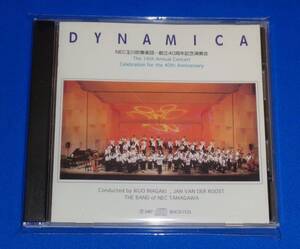 DYNAMICA
NEC玉川吹奏楽団―創立40周年記念演奏会
The 16th Annual Concert
Celebration for the 40th Anniversary
Conducted by IKUO INAGAKI , JAN VAN DER ROOST
THE BAND of NEC TAMAGAWA